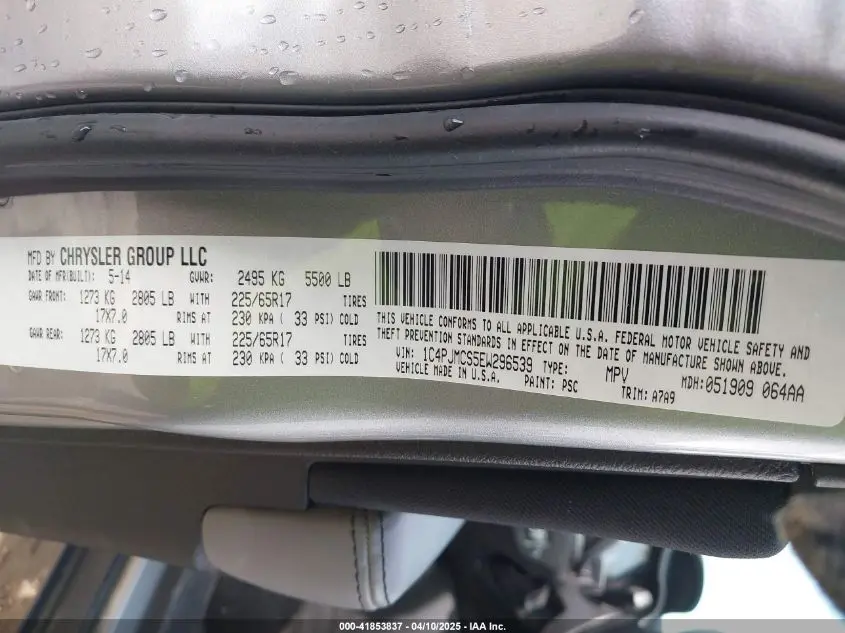 MFD BY CHRYSLER GROUP LLC
DATE OF MFR(BUILT): 5-14 GVWR: 2495 KG 5500 LB
GAWR FRONT: 1273 KG 2805 LB WITH 225/65R17 TIRES
17X7.0 RIMS AT 230 KPA ( 33 PSI) COLD
GAWR REAR: 1273 KG 2805 LB WITH 225/65R17 TIRES
17X7.0 RIMS AT 230 KPA ( 33 PSI) COLD
THIS VEHICLE CONFORMS TO ALL APPLICABLE U.S.A. FEDERAL MOTOR VEHICLE SAFETY AND
THEFT PREVENTION STANDARDS IN EFFECT ON THE DATE OF MANUFACTURE SHOWN ABOVE.
VIN: 1C4PJMCS5EW296539 TYPE: MPV MDH:051909 064AA
VEHICLE MADE IN U.S.A. PAINT: PSC TRIM: A7A9
000-41853837 - 04/10/2025 - IAA Inc.